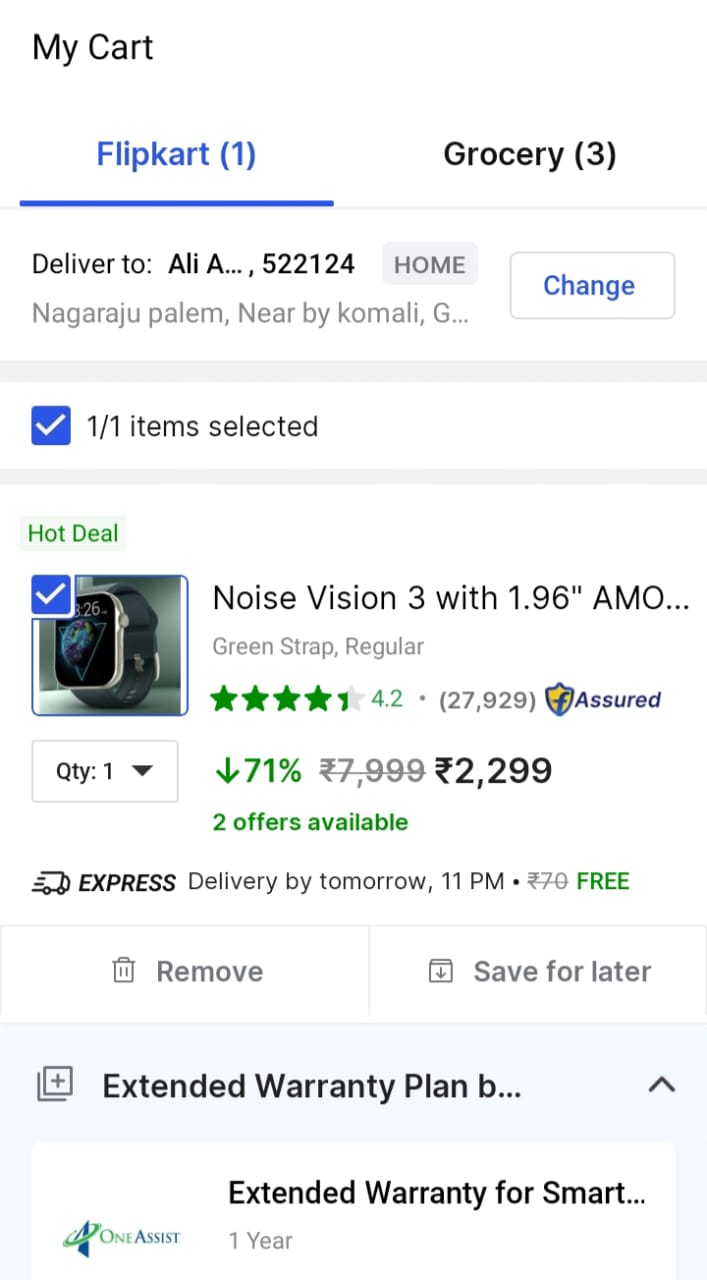 My Cart
Flipkart (1) Grocery (3)
Deliver to: Ali A... , 522124 HOME
Change
Nagaraju palem, Near by komali, G...
1/1 items selected
Hot Deal
Noise Vision 3 with 1.96" AMO...
Green Strap, Regular
4.2 • (27,929) Assured
Qty: 1 ↓71% ₹7,999 ₹2,299
2 offers available
EXPRESS Delivery by tomorrow, 11 PM • ₹70 FREE
Remove Save for later
Extended Warranty Plan b...
Extended Warranty for Smart...
ONEASSIST 1 Year